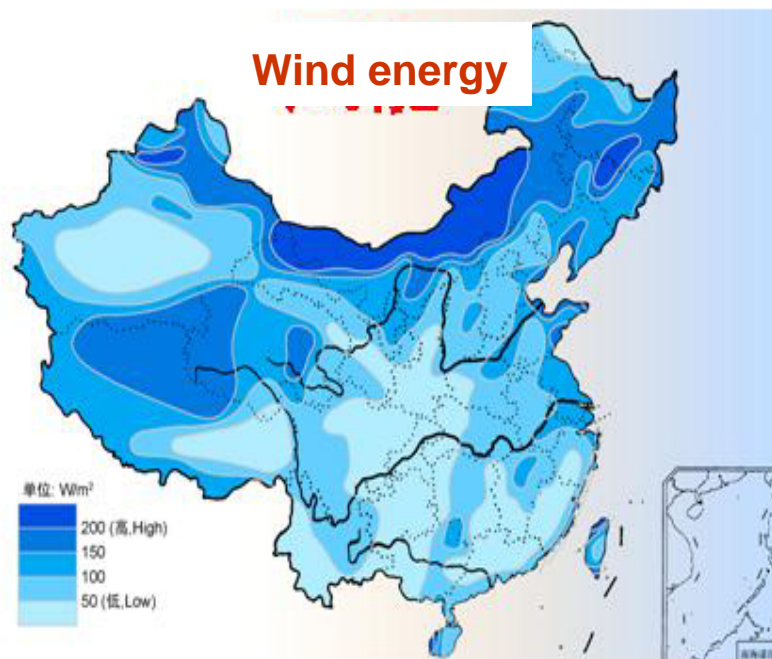 Wind energy
单位: W/m²
200 (高,High)
150
100
50 (低,Low)